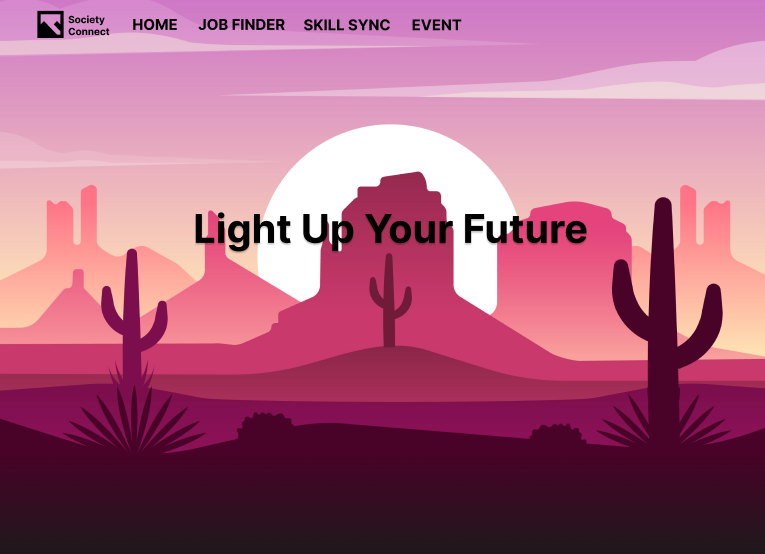 Society
Connect
HOME JOB FINDER SKILL SYNC EVENT
Light Up Your Future